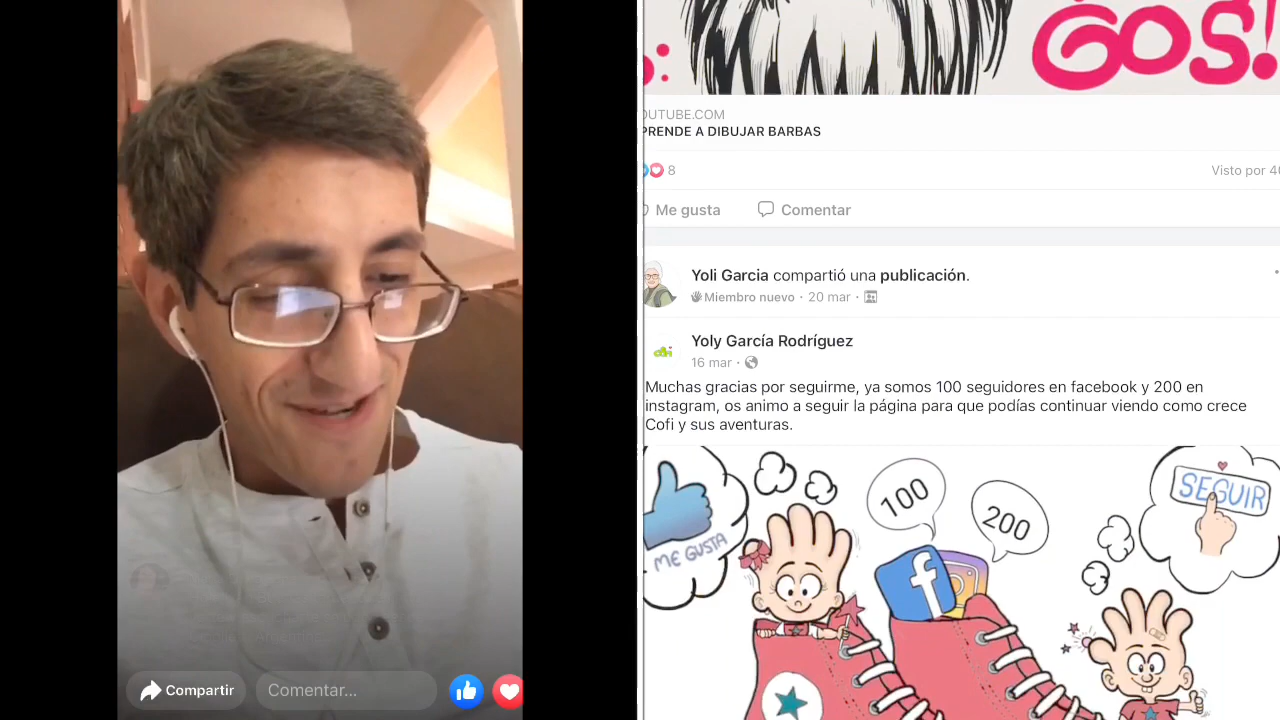 Compartir
Comentar...
GOS!
OUTUBE.COM
PRENDE A DIBUJAR BARBAS
8
Visto por 40
Me gusta
Comentar
Yoli Garcia compartió una publicación.
Miembro nuevo · 20 mar ·
Yoly García Rodríguez
16 mar ·
Muchas gracias por seguirme, ya somos 100 seguidores en facebook y 200 en
instagram, os animo a seguir la página para que podías continuar viendo como crece
Cofi y sus aventuras.
ME GUSTA
100
200
SEGUIR
f